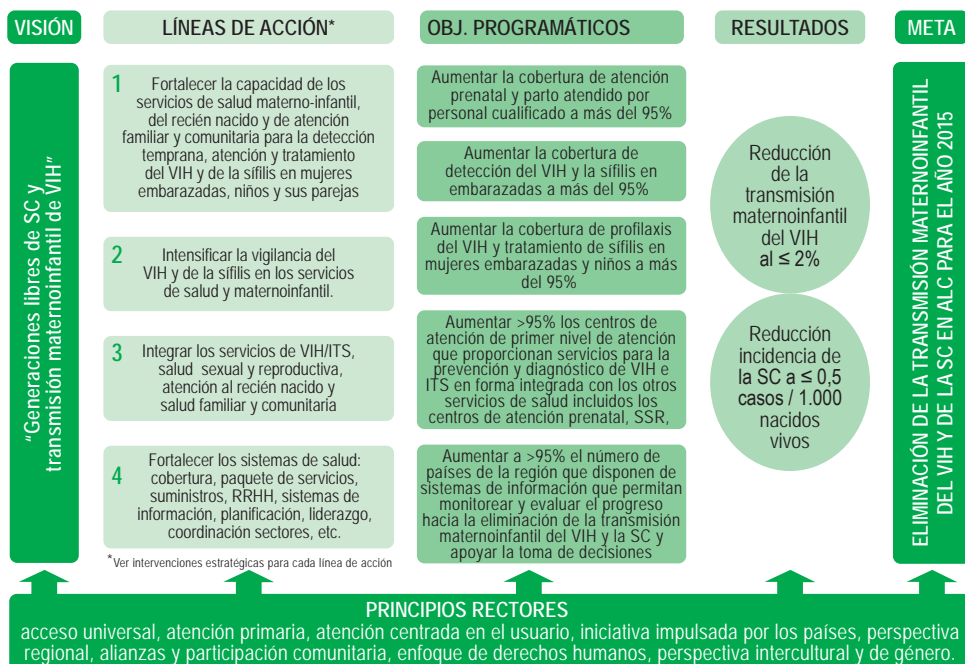 VISIÓN
"Generaciones libres de SC y
transmisión maternoinfantil de VIH"
LÍNEAS DE ACCIÓN*
1 Fortalecer la capacidad de los
servicios de salud materno-infantil,
del recién nacido y de atención
familiar y comunitaria para la detección
temprana, atención y tratamiento
del VIH y de la sífilis en mujeres
embarazadas, niños y sus parejas
2 Intensificar la vigilancia del
VIH y de la sífilis en los servicios
de salud y maternoinfantil.
3 Integrar los servicios de VIH/ITS,
salud sexual y reproductiva,
atención al recién nacido y
salud familiar y comunitaria
4 Fortalecer los sistemas de salud:
cobertura, paquete de servicios,
suministros, RRHH, sistemas de
información, planificación, liderazgo,
coordinación sectores, etc.
*Ver intervenciones estratégicas para cada línea de acción
OBJ. PROGRAMÁTICOS
Aumentar la cobertura de atención
prenatal y parto atendido por
personal cualificado a más del 95%
Aumentar la cobertura de
detección del VIH y la sífilis en
embarazadas a más del 95%
Aumentar la cobertura de profilaxis
del VIH y tratamiento de sífilis en
mujeres embarazadas y niños a más
del 95%
Aumentar >95% los centros de
atención de primer nivel de atención
que proporcionan servicios para la
prevención y diagnóstico de VIH e
ITS en forma integrada con los otros
servicios de salud incluidos los
centros de atención prenatal, SSR,
Aumentar a >95% el número de
países de la región que disponen de
sistemas de información que permitan
monitorear y evaluar el progreso
hacia la eliminación de la transmisión
maternoinfantil del VIH y la SC y
apoyar la toma de decisiones
RESULTADOS
Reducción
de la
transmisión
maternoinfantil
del VIH
al ≤ 2%
Reducción
incidencia de
la SC a ≤ 0,5
casos / 1.000
nacidos
vivos
META
ELIMINACIÓN DE LA TRANSMISIÓN MATERNOINFANTIL
DEL VIH Y DE LA SC EN ALC PARA EL AÑO 2015
PRINCIPIOS RECTORES
acceso universal, atención primaria, atención centrada en el usuario, iniciativa impulsada por los países, perspectiva
regional, alianzas y participación comunitaria, enfoque de derechos humanos, perspectiva intercultural y de género.